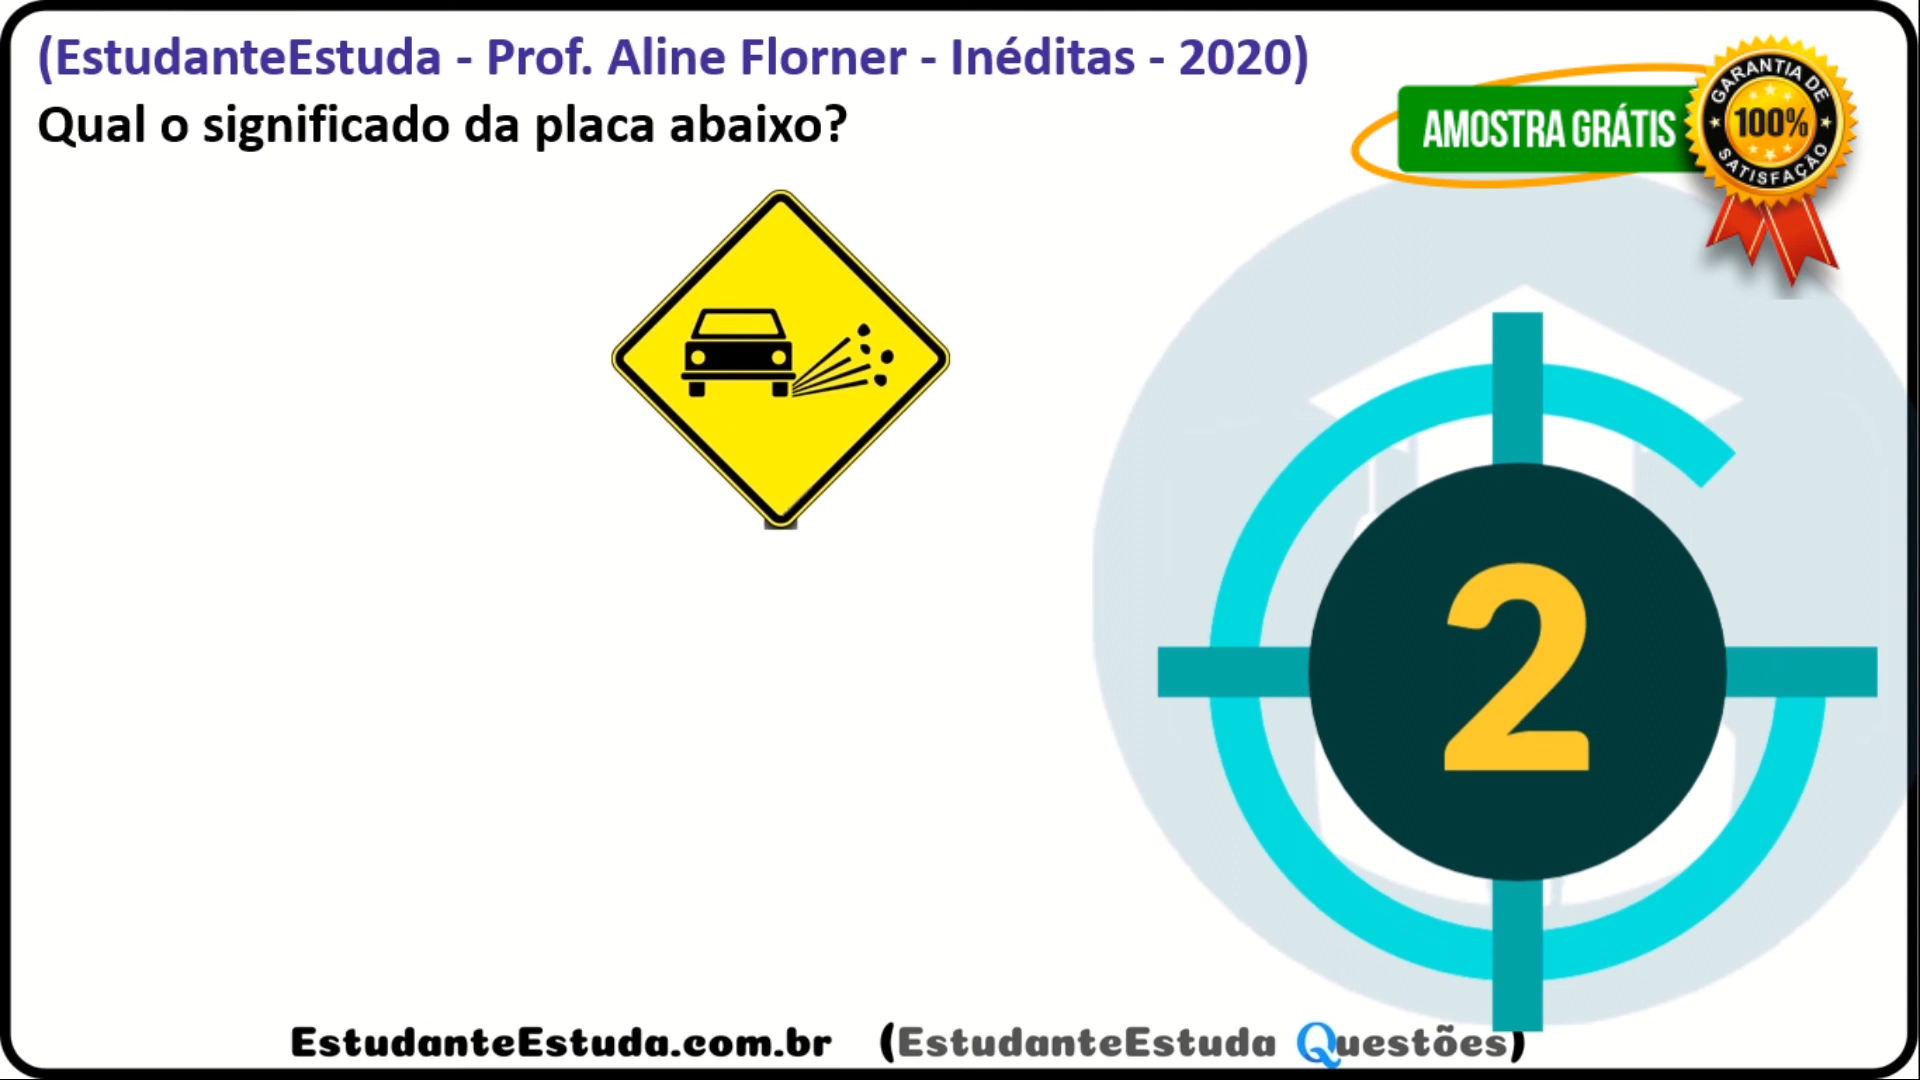 (EstudanteEstuda - Prof. Aline Florner - Inéditas - 2020)
Qual o significado da placa abaixo?
AMOSTRA GRÁTIS
GARANTIA DE
100%
SATISFAÇÃO
2
EstudanteEstuda.com.br (EstudanteEstuda Questões)